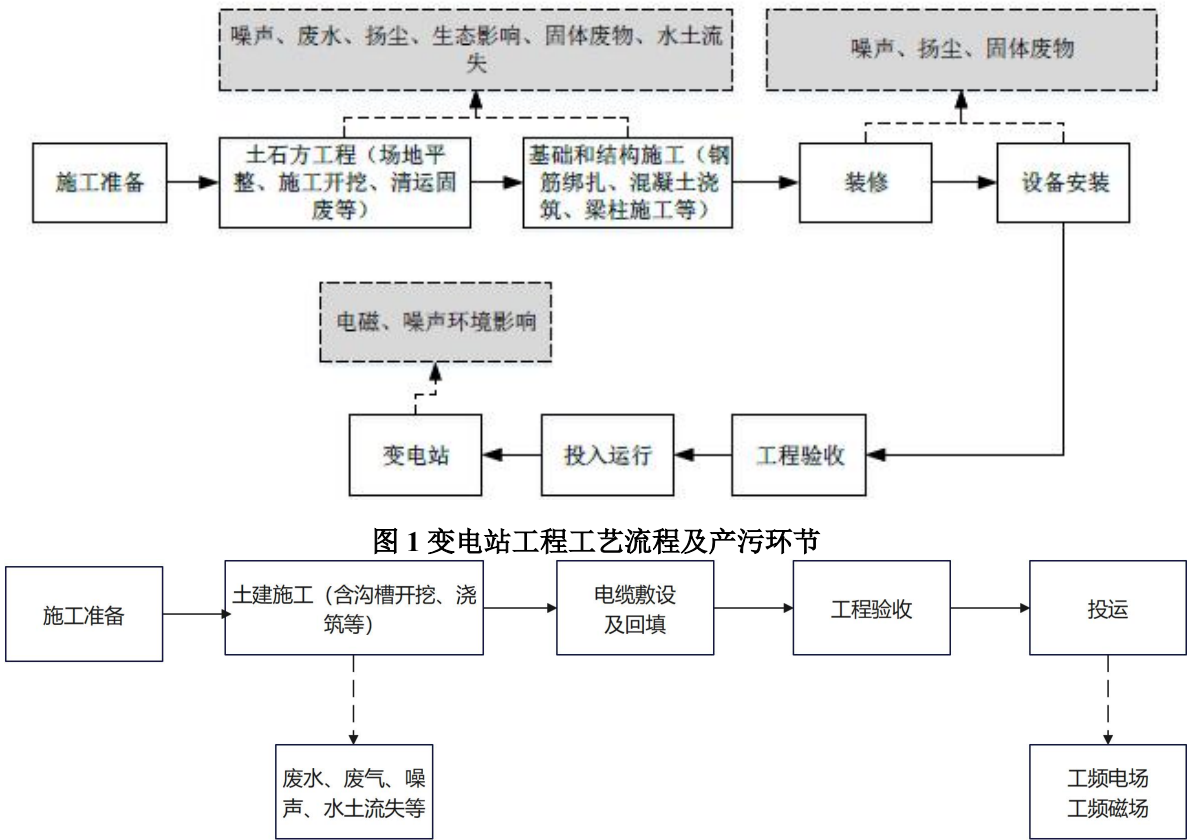 噪声、废水、扬尘、生态影响、固体废物、水土流
失
噪声、扬尘、固体废物
施工准备
土石方工程（场地平
整、施工开挖、清运固
废等）
基础和结构施工（钢
筋绑扎、混凝土浇
筑、梁柱施工等）
装修
设备安装
电磁、噪声环境影响
变电站
投入运行
工程验收
图 1 变电站工程工艺流程及产污环节
施工准备
土建施工（含沟槽开挖、浇
筑等）
电缆敷设
及回填
工程验收
投运
废水、废气、噪
声、水土流失等
工频电场
工频磁场